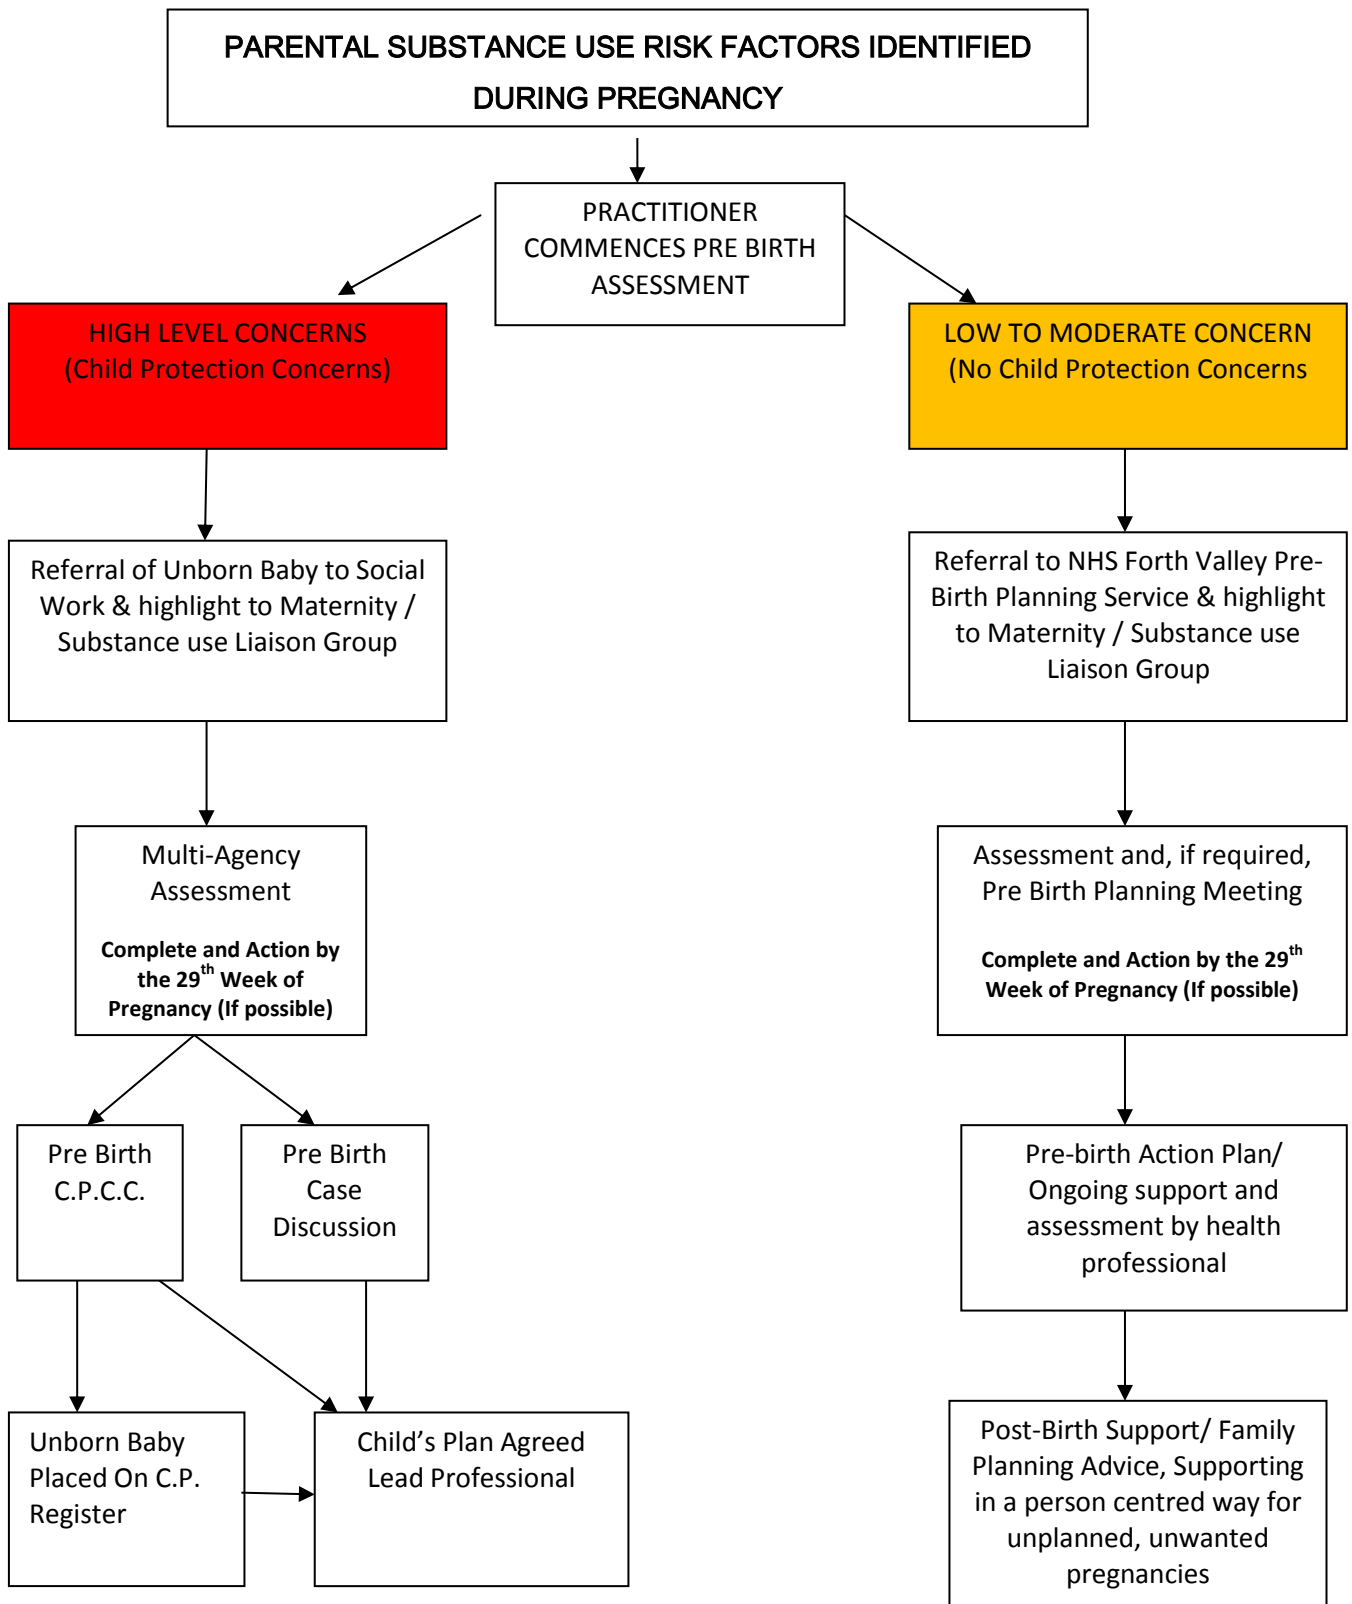 PARENTAL SUBSTANCE USE RISK FACTORS IDENTIFIED
DURING PREGNANCY
PRACTITIONER
COMMENCES PRE BIRTH
ASSESSMENT
HIGH LEVEL CONCERNS
(Child Protection Concerns)
LOW TO MODERATE CONCERN
(No Child Protection Concerns
Referral of Unborn Baby to Social
Work & highlight to Maternity /
Substance use Liaison Group
Referral to NHS Forth Valley Pre-
Birth Planning Service & highlight
to Maternity / Substance use
Liaison Group
Multi-Agency
Assessment
Complete and Action by
the 29th Week of
Pregnancy (If possible)
Assessment and, if required,
Pre Birth Planning Meeting
Complete and Action by the 29th
Week of Pregnancy (If possible)
Pre Birth
C.P.C.C.
Pre Birth
Case
Discussion
Pre-birth Action Plan/
Ongoing support and
assessment by health
professional
Unborn Baby
Placed On C.P.
Register
Child’s Plan Agreed
Lead Professional
Post-Birth Support/ Family
Planning Advice, Supporting
in a person centred way for
unplanned, unwanted
pregnancies